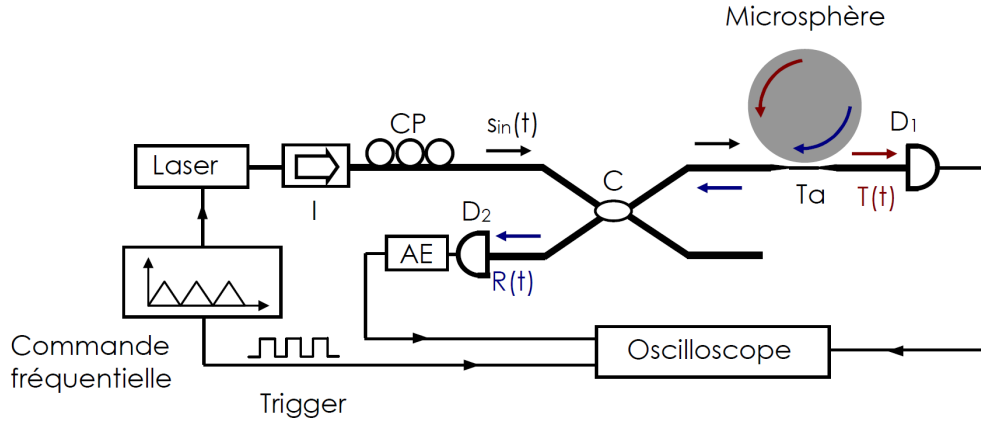 Microsphère
CP
sin(t)
D1
Laser
I
C
Ta
T(t)
D2
AE
R(t)
Commande
fréquentielle
Oscilloscope
Trigger